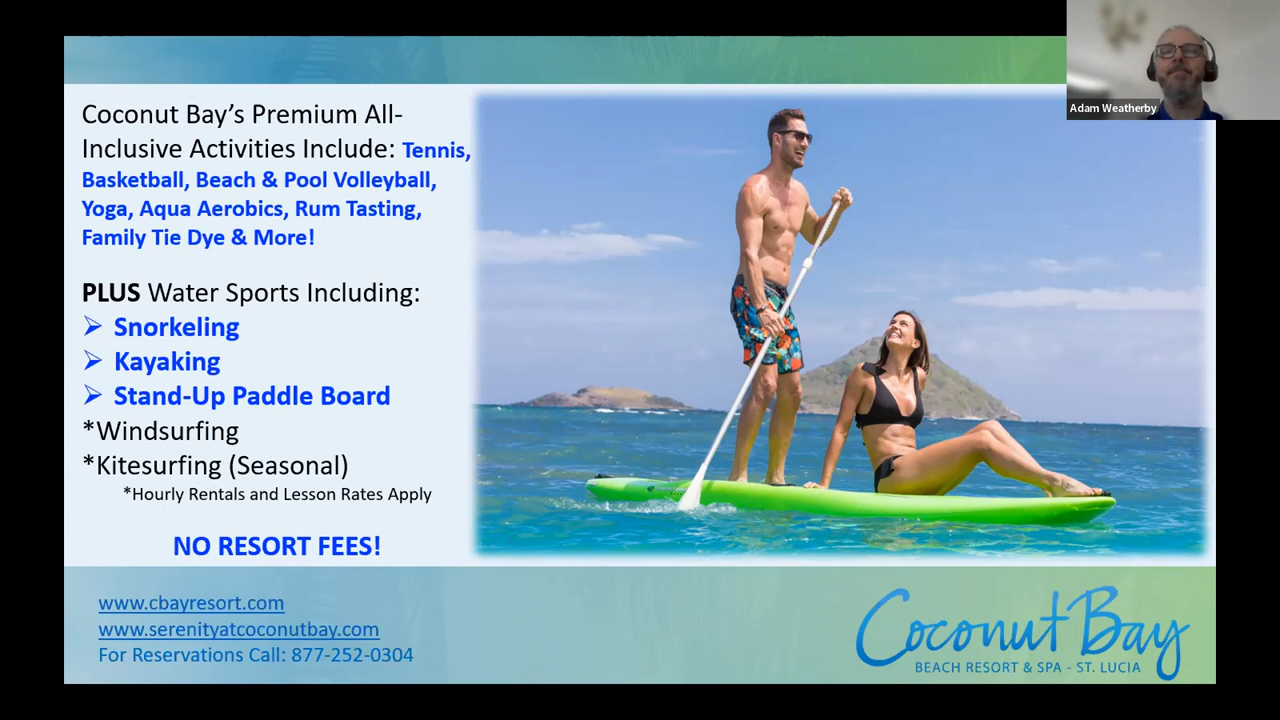 Adam Weatherby
Coconut Bay’s Premium All-
Inclusive Activities Include: Tennis,
Basketball, Beach & Pool Volleyball,
Yoga, Aqua Aerobics, Rum Tasting,
Family Tie Dye & More!
PLUS Water Sports Including:
➢ Snorkeling
➢ Kayaking
➢ Stand-Up Paddle Board
*Windsurfing
*Kitesurfing (Seasonal)
*Hourly Rentals and Lesson Rates Apply
NO RESORT FEES!
www.cbayresort.com
www.serenityatcoconutbay.com
For Reservations Call: 877-252-0304
Coconut Bay
BEACH RESORT & SPA - ST. LUCIA